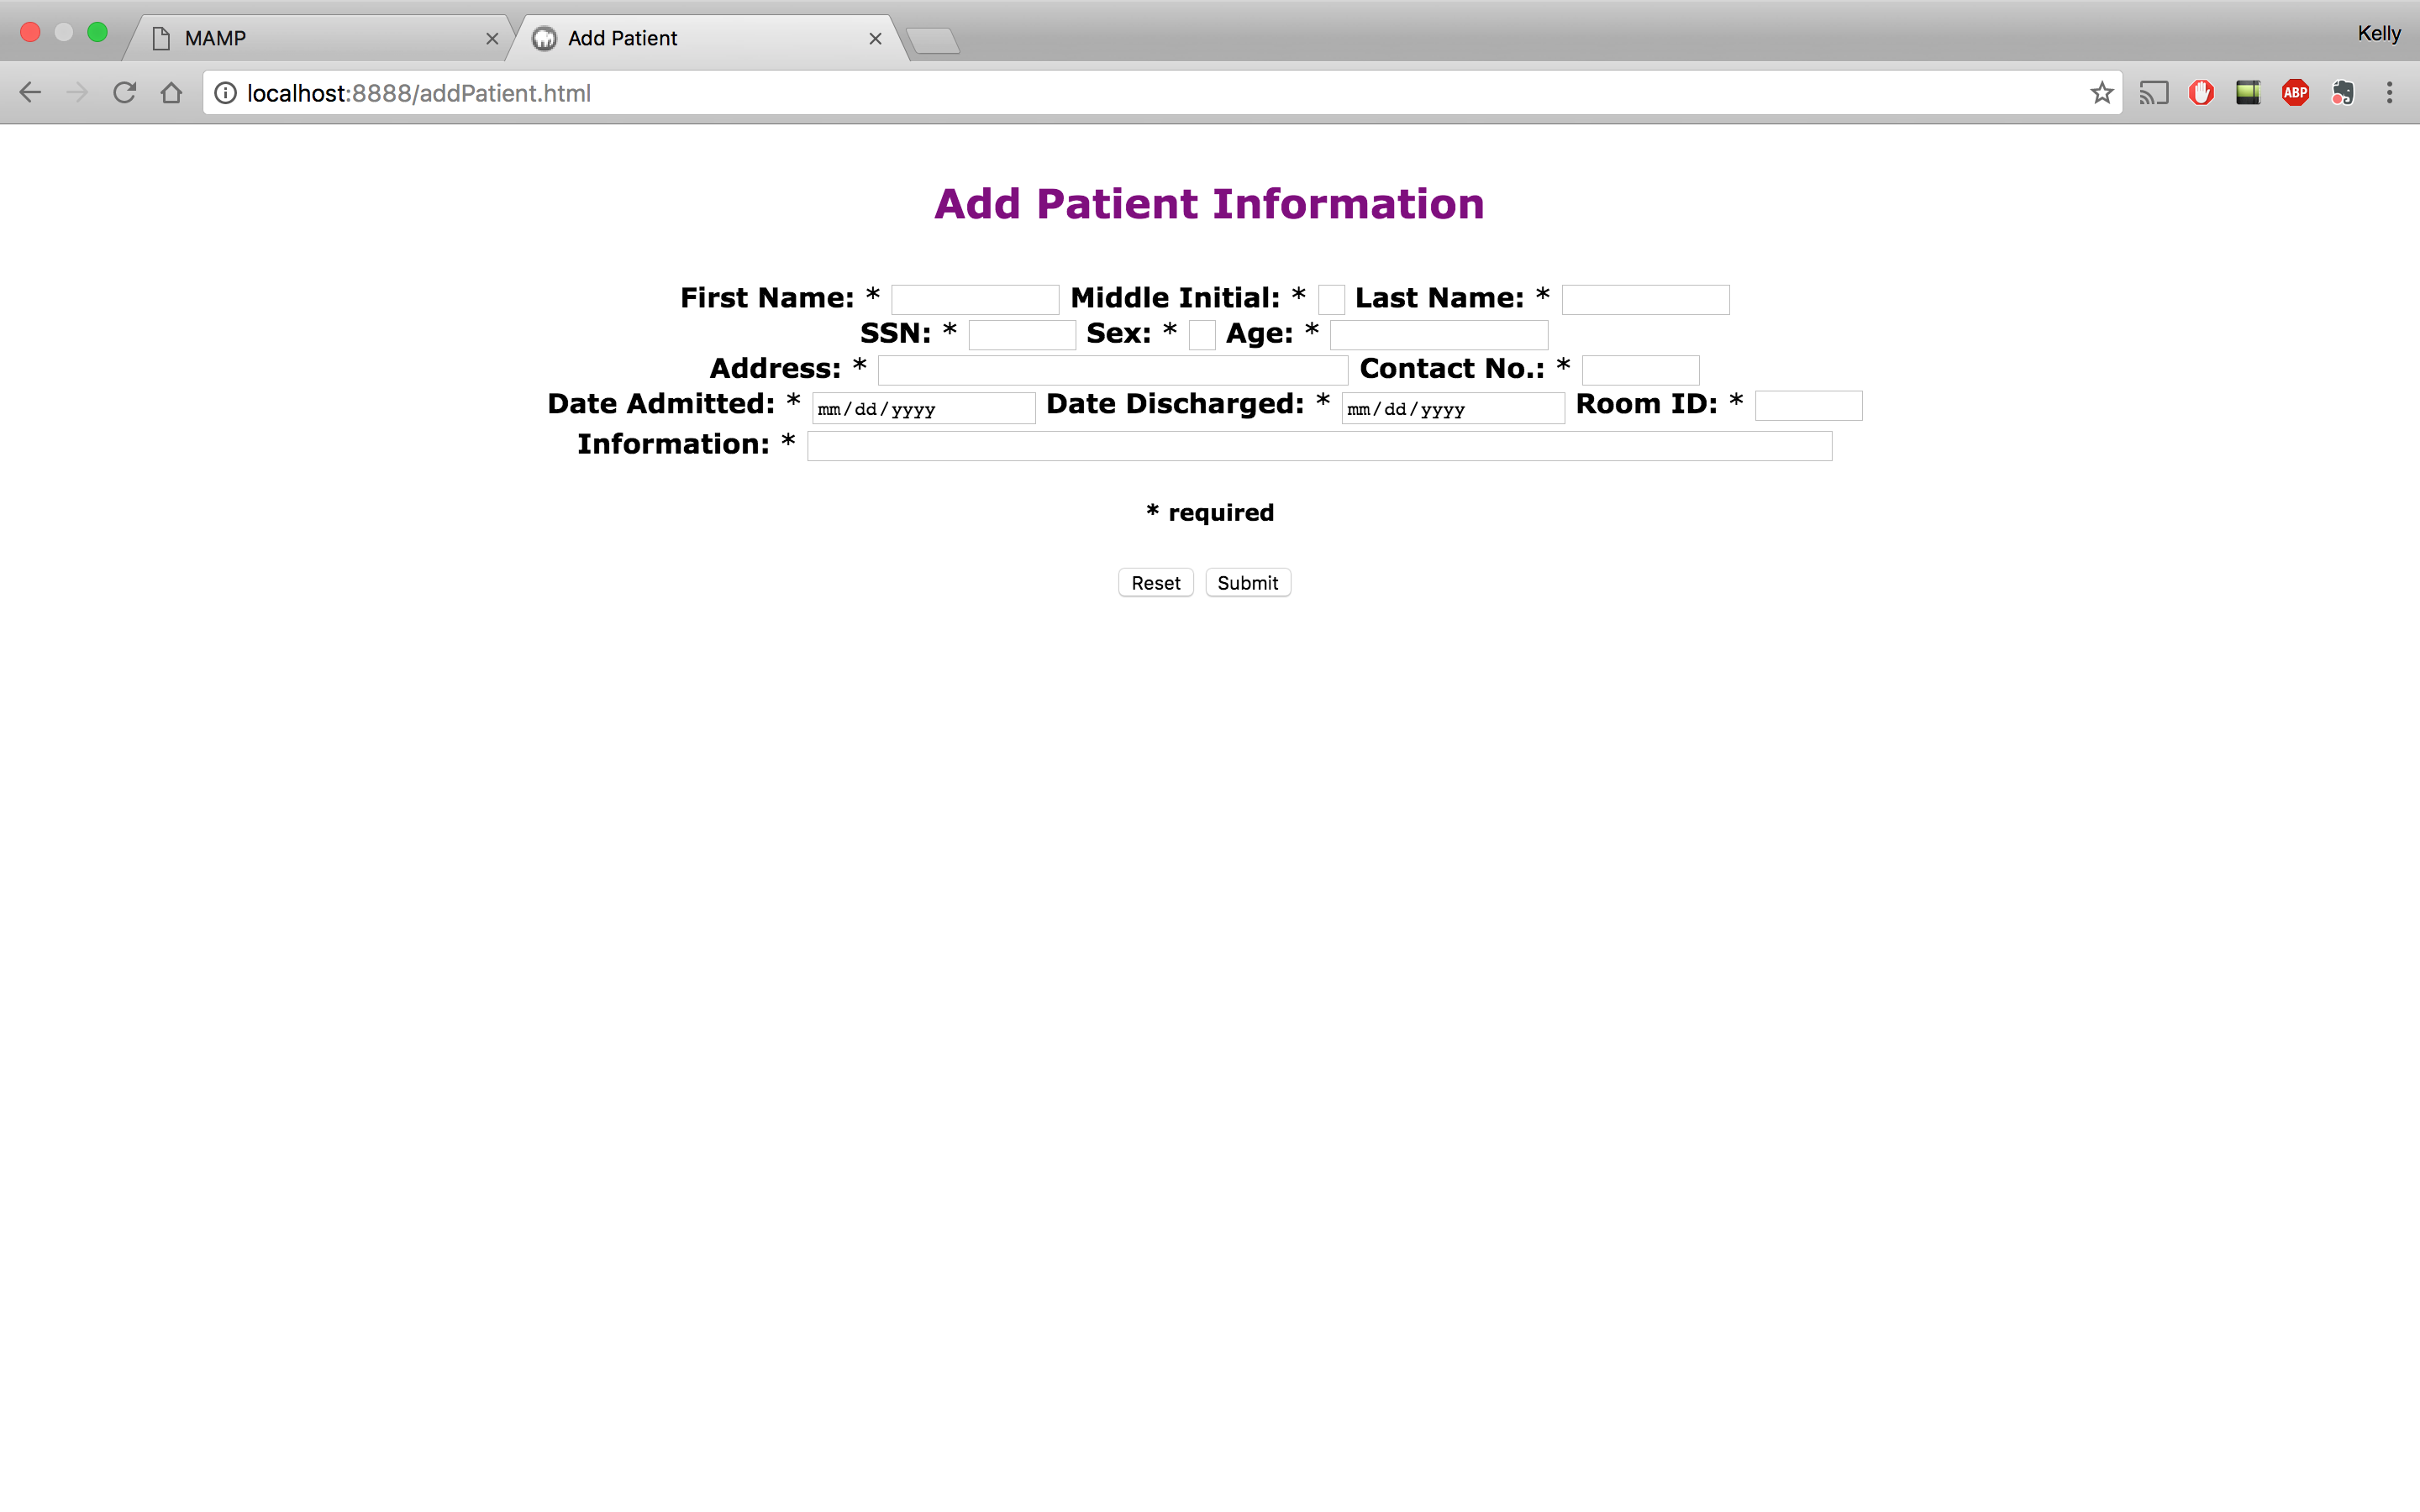 MAMP
Add Patient
Kelly
localhost:8888/addPatient.html
ABP
Add Patient Information
First Name: * Middle Initial: * Last Name: *
SSN: * Sex: * Age: *
Address: * Contact No.: *
Date Admitted: * mm/dd/yyyy Date Discharged: * mm/dd/yyyy Room ID: *
Information: *
* required
Reset Submit